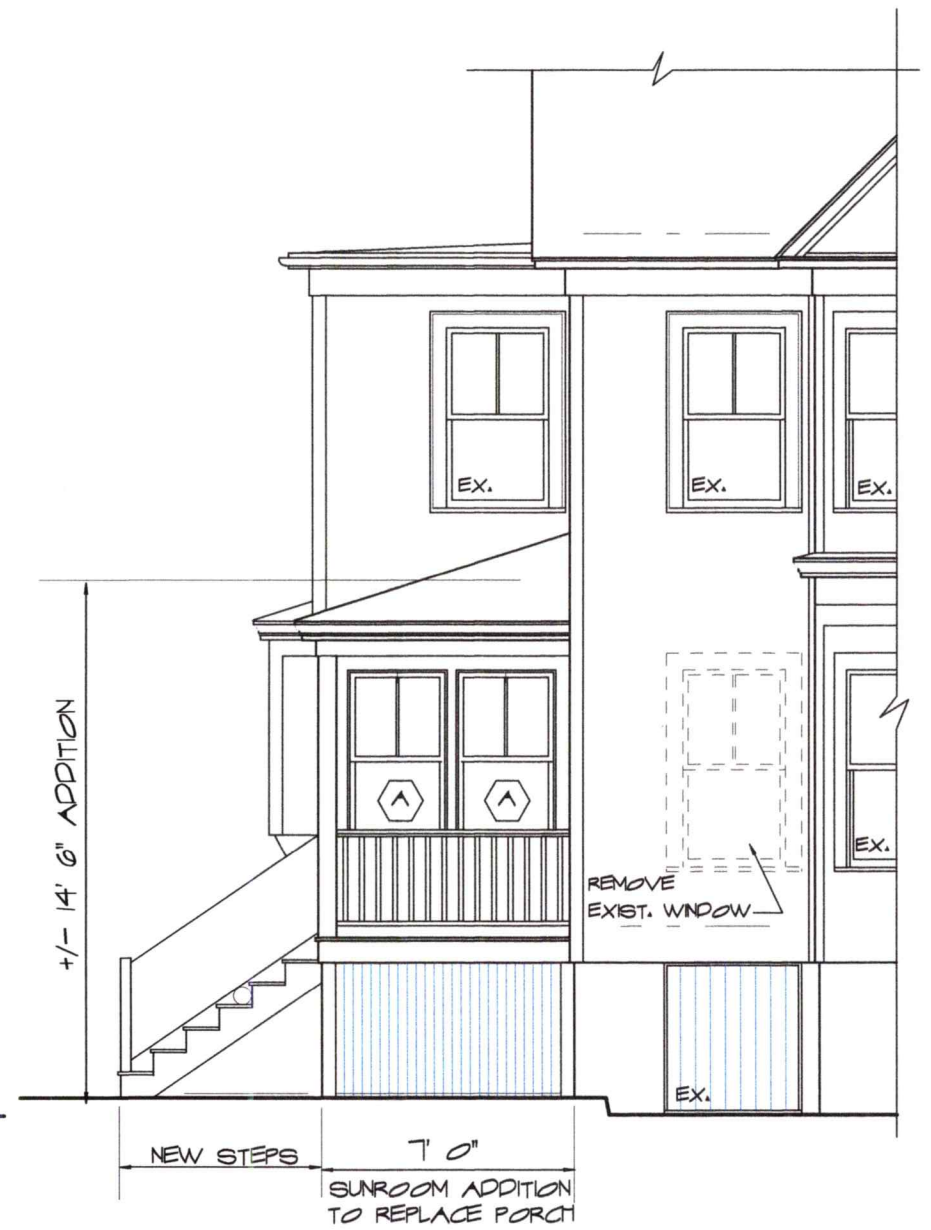 EX.
EX.
EX.
+/- 14' 6" ADDITION
A
A
EX.
REMOVE
EXIST. WINDOW
EX.
NEW STEPS
7' 0"
SUNROOM ADDITION
TO REPLACE PORCH